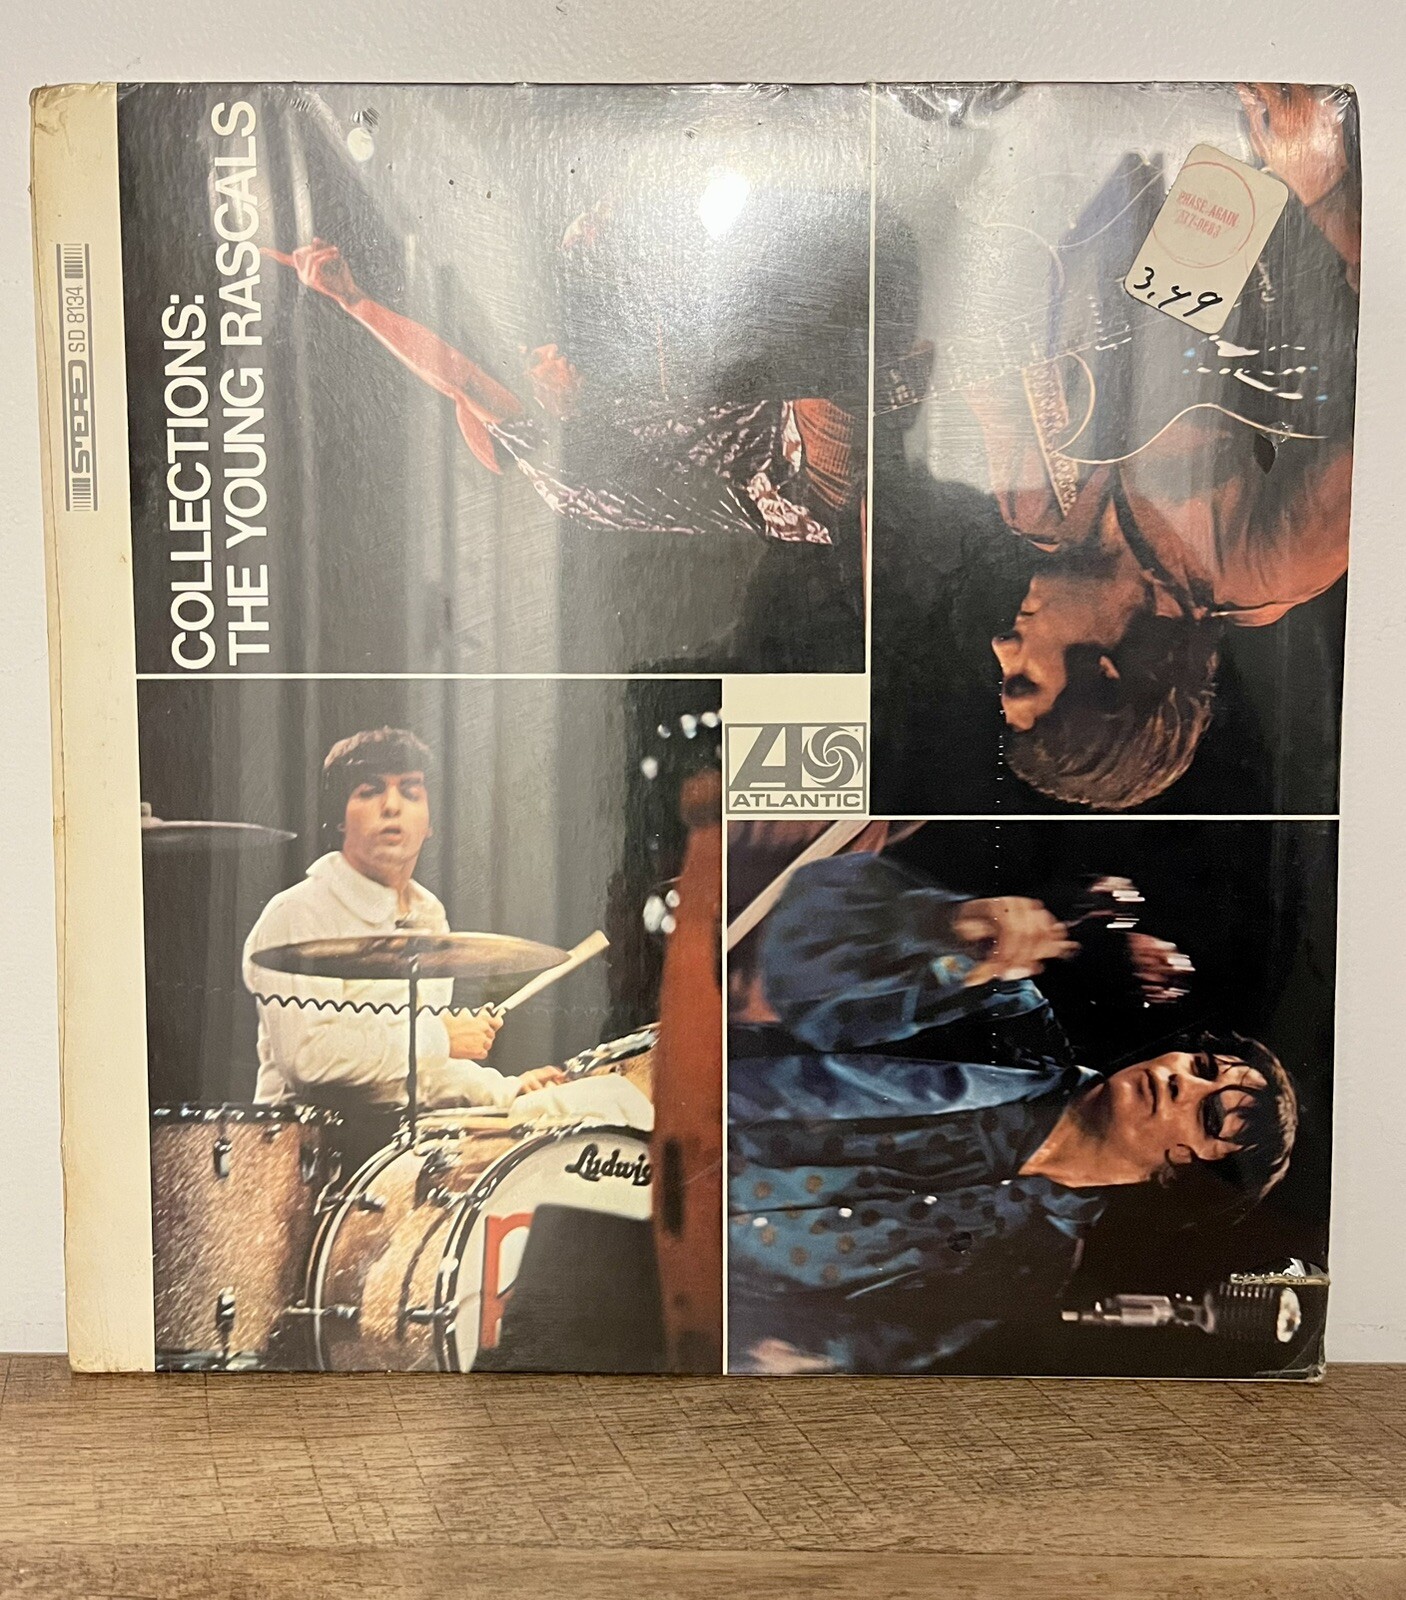 COLLECTIONS:
THE YOUNG RASCALS
STEREO SD 8134
PHASE AGAIN
3.49
ATLANTIC
Ludwig